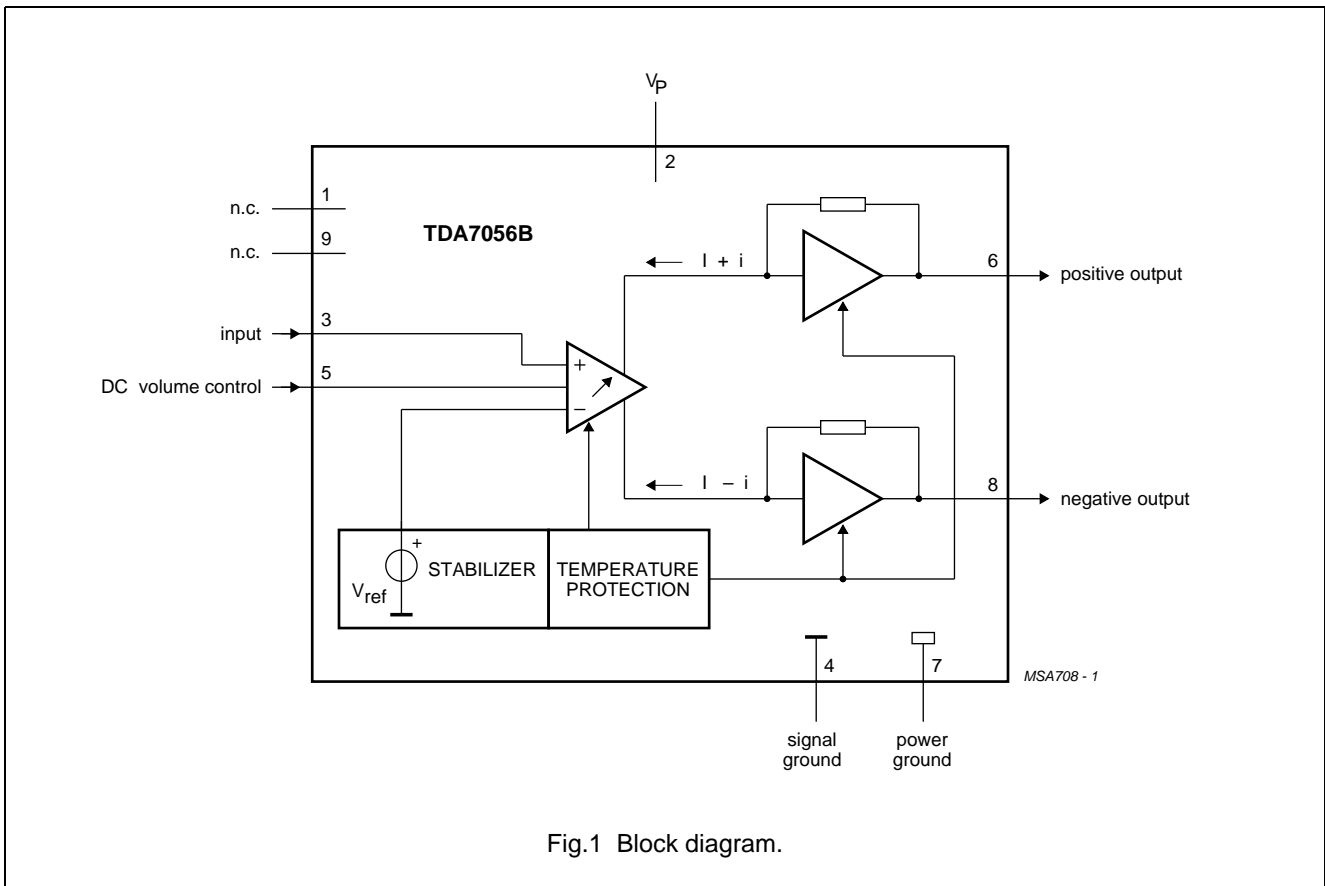 VP
2
1
n.c.
TDA7056B
9
n.c.
I + i
6
positive output
3
input
+
5
DC volume control
−
I − i
8
negative output
+
STABILIZER
Vref
TEMPERATURE
PROTECTION
4
7
MSA708 - 1
signal
ground
power
ground
Fig.1 Block diagram.